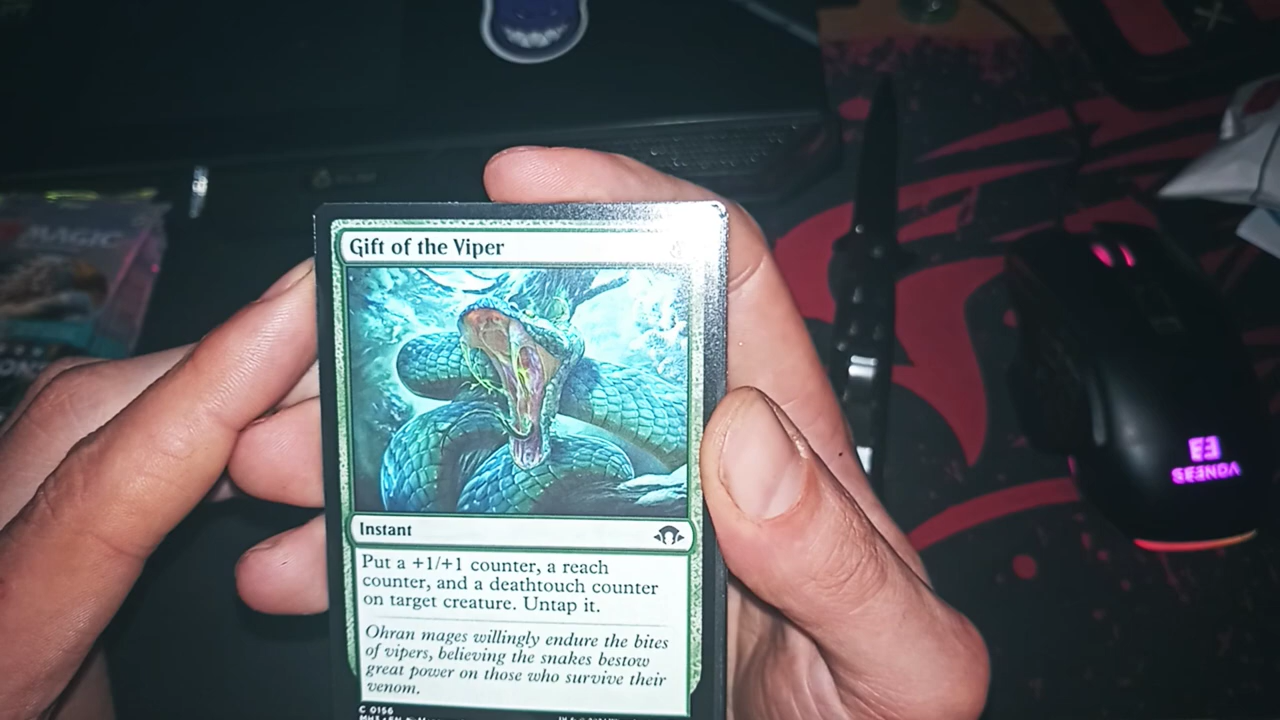 MAGIC
Gift of the Viper
Instant
Put a +1/+1 counter, a reach
counter, and a deathtouch counter
on target creature. Untap it.
Ohran mages willingly endure the bites
of vipers, believing the snakes bestow
great power on those who survive their
venom.
C 0156
SEENDA